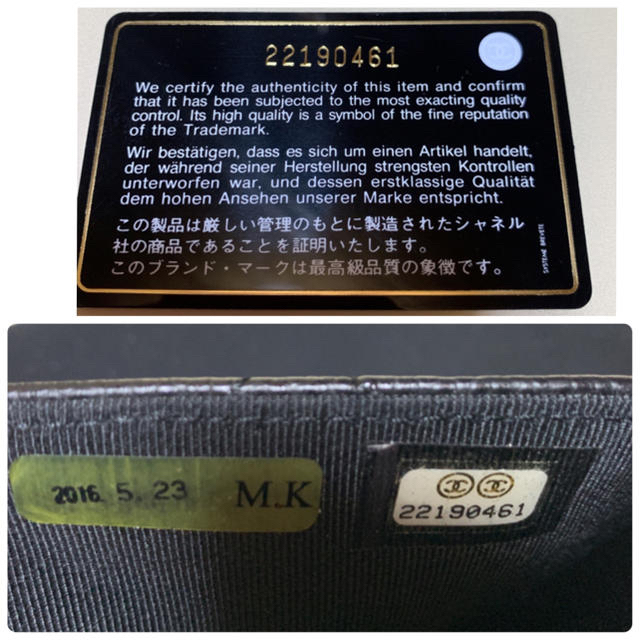 22190461
We certify the authenticity of this item and confirm
that it has been subjected to the most exacting quality
control. Its high quality is a symbol of the fine reputation
of the Trademark.
Wir bestätigen, dass es sich um einen Artikel handelt,
der während seiner Herstellung strengsten Kontrollen
unterworfen war, und dessen erstklassige Qualität
dem hohen Ansehen unserer Marke entspricht.
この製品は厳しい管理のもとに製造されたシャネル
社の商品であることを証明いたします。
このブランド・マークは最高級品質の象徴です。
SYSTEME BREVETE
2016. 5. 23 M.K
22190461